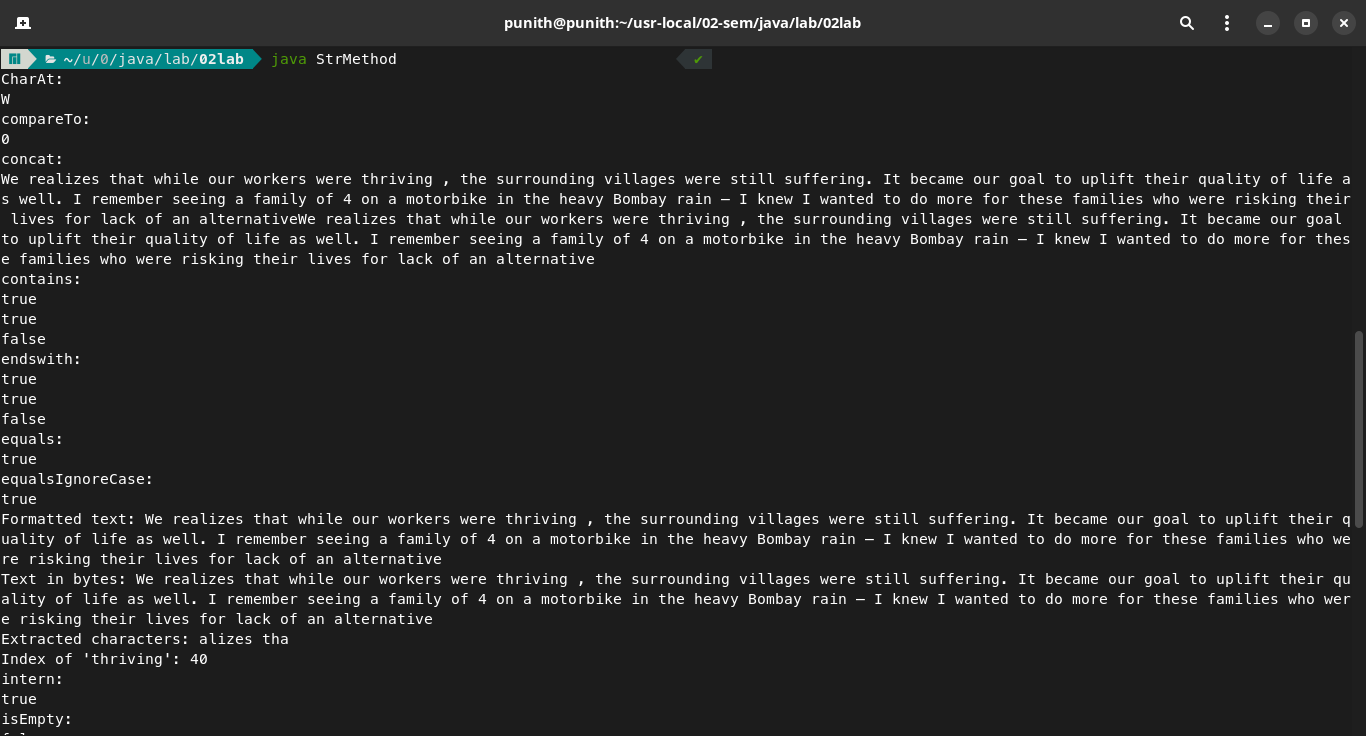 punith@punith:~/usr-local/02-sem/java/lab/02lab
~/u/0/java/lab/02lab java StrMethod ✔
CharAt:
W
compareTo:
0
concat:
We realizes that while our workers were thriving , the surrounding villages were still suffering. It became our goal to uplift their quality of life a
s well. I remember seeing a family of 4 on a motorbike in the heavy Bombay rain — I knew I wanted to do more for these families who were risking their
 lives for lack of an alternativeWe realizes that while our workers were thriving , the surrounding villages were still suffering. It became our goal
to uplift their quality of life as well. I remember seeing a family of 4 on a motorbike in the heavy Bombay rain — I knew I wanted to do more for thes
e families who were risking their lives for lack of an alternative
contains:
true
true
false
endswith:
true
true
false
equals:
true
equalsIgnoreCase:
true
Formatted text: We realizes that while our workers were thriving , the surrounding villages were still suffering. It became our goal to uplift their q
uality of life as well. I remember seeing a family of 4 on a motorbike in the heavy Bombay rain — I knew I wanted to do more for these families who we
re risking their lives for lack of an alternative
Text in bytes: We realizes that while our workers were thriving , the surrounding villages were still suffering. It became our goal to uplift their qu
ality of life as well. I remember seeing a family of 4 on a motorbike in the heavy Bombay rain — I knew I wanted to do more for these families who wer
e risking their lives for lack of an alternative
Extracted characters: alizes tha
Index of 'thriving': 40
intern:
true
isEmpty: